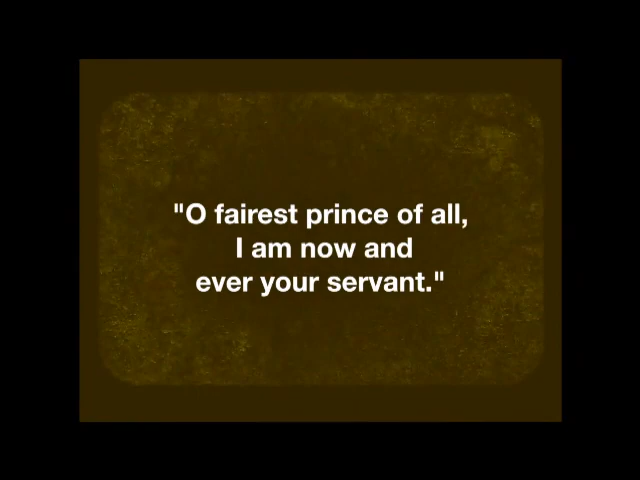 "O fairest prince of all,
I am now and
ever your servant."